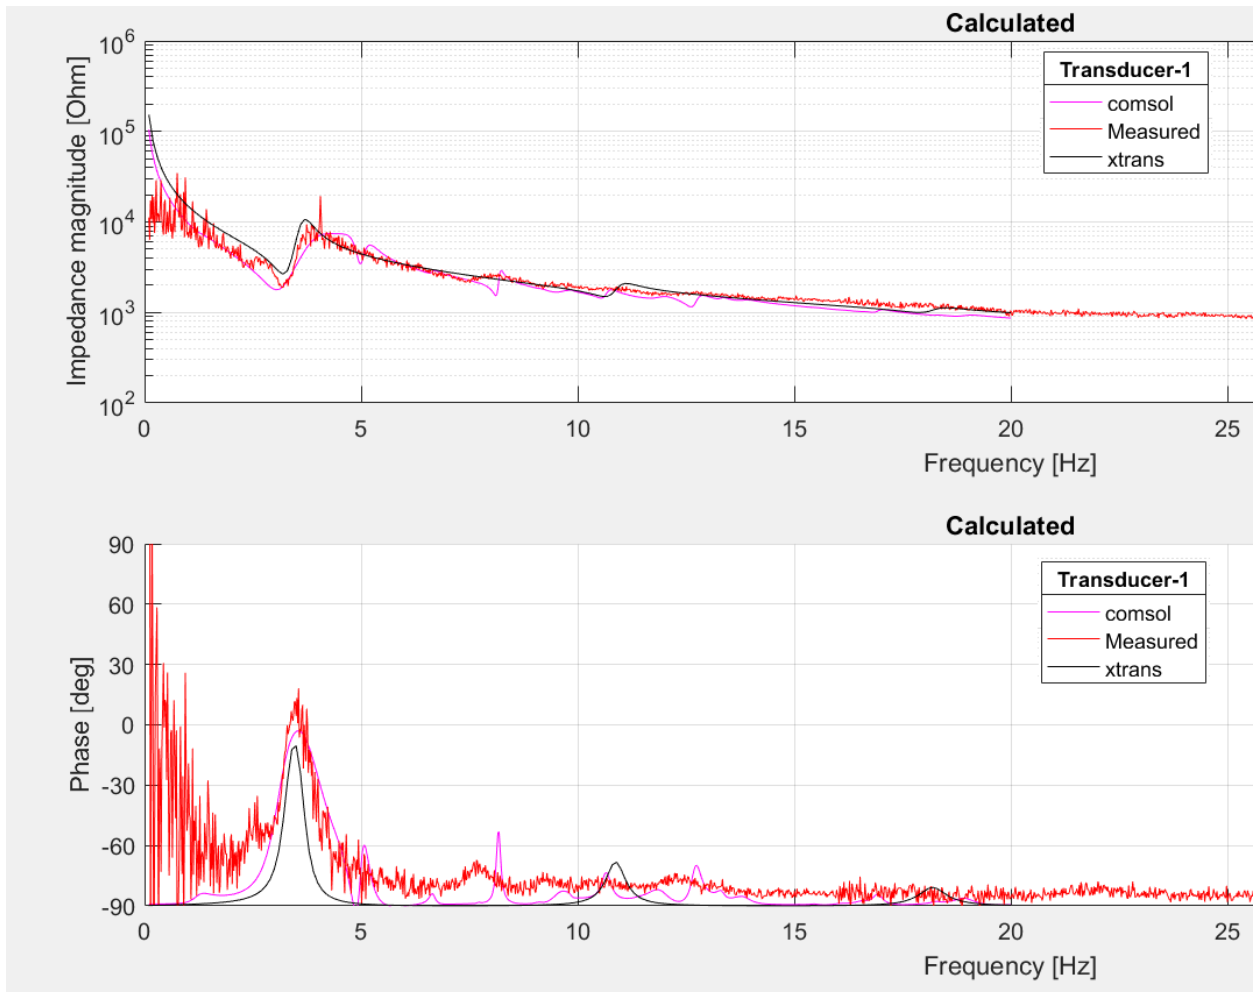 Calculated
10^6
10^5
10^4
10^3
10^2
Impedance magnitude [Ohm]
Transducer-1
comsol
Measured
xtrans
0 5 10 15 20 25
Frequency [Hz]
Calculated
90
60
30
0
-30
-60
-90
Phase [deg]
Transducer-1
comsol
Measured
xtrans
0 5 10 15 20 25
Frequency [Hz]